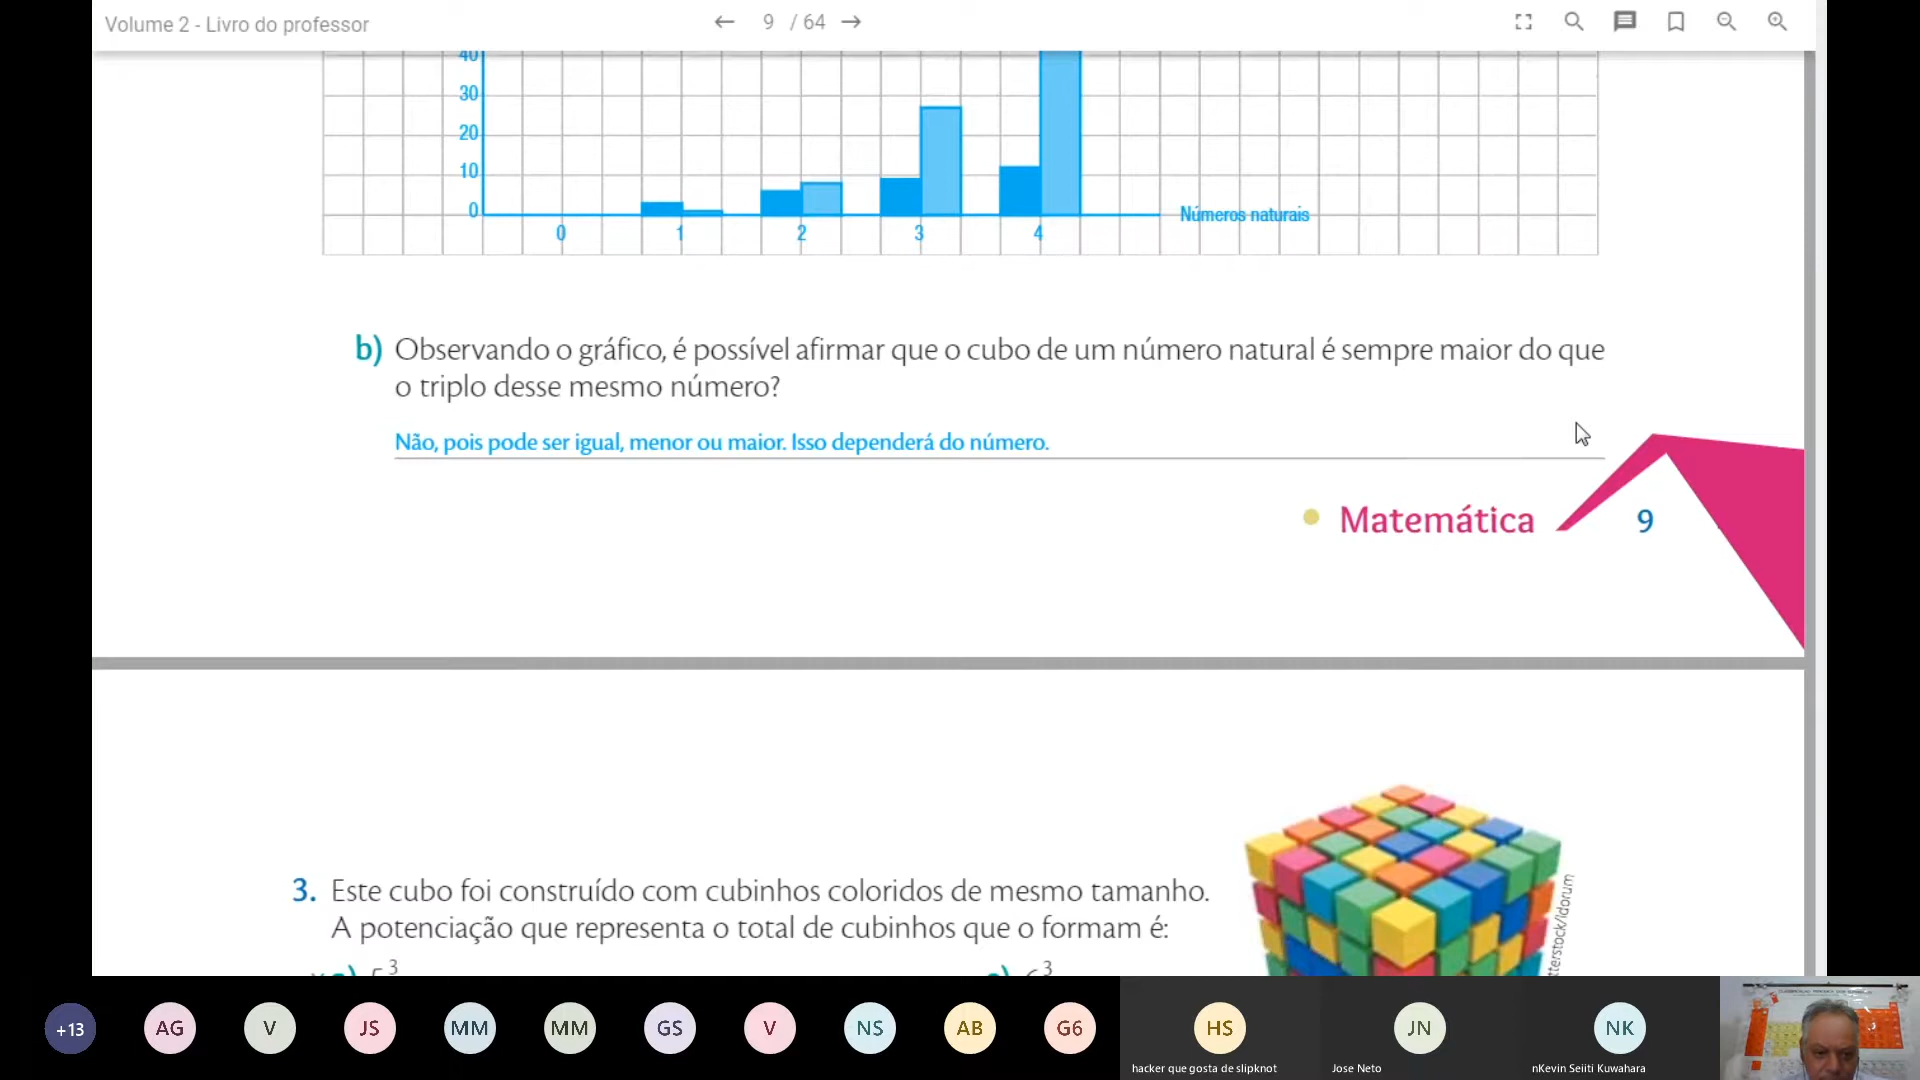 Volume 2 - Livro do professor
9 / 64
40
30
20
10
0
0 1 2 3 4
Números naturais
b) Observando o gráfico, é possível afirmar que o cubo de um número natural é sempre maior do que
o triplo desse mesmo número?
Não, pois pode ser igual, menor ou maior. Isso dependerá do número.
Matemática 9
3. Este cubo foi construído com cubinhos coloridos de mesmo tamanho.
A potenciação que representa o total de cubinhos que o formam é:
tterstock/Idorum
+13 AG V JS MM MM GS V NS AB G6 HS JN NK
hacker que gosta de slipknot
Jose Neto
nKevin Seiiti Kuwahara